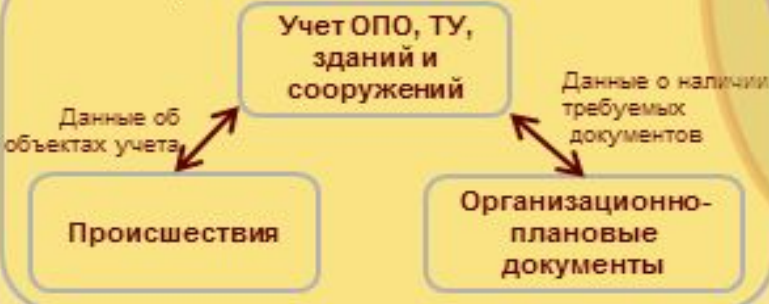 Учет ОПО, ТУ,
зданий и
сооружений
Данные об
объектах учета
Данные о наличии
требуемых
документов
Происшествия
Организационно-
плановые
документы